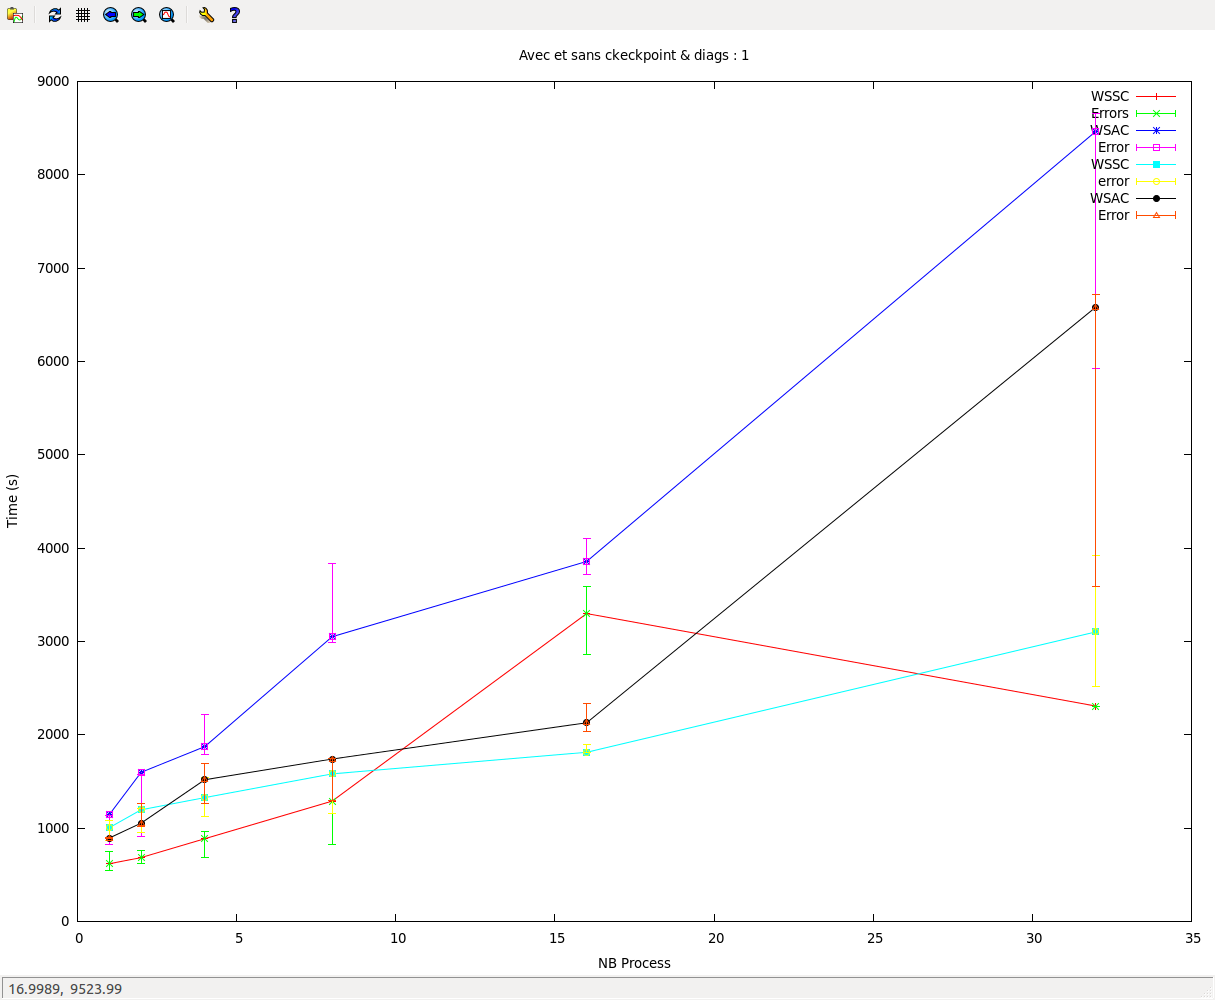 Avec et sans ckeckpoint & diags : 1
9000
8000
7000
6000
5000
4000
3000
2000
1000
0
Time (s)
WSSC
Errors
WSAC
Error
WSSC
error
WSAC
Error
0 5 10 15 20 25 30 35
NB Process
16.9989, 9523.99